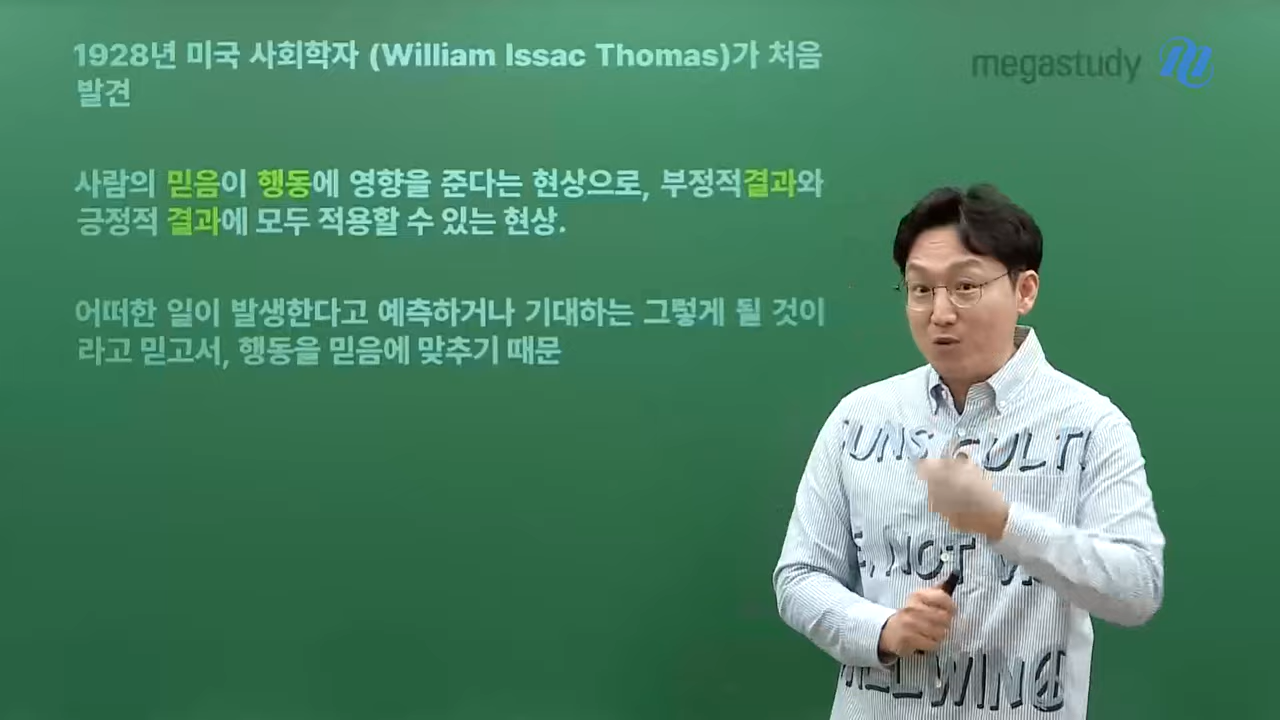 1928년 미국 사회학자 (William Issac Thomas)가 처음
발견
megastudy
사람의 믿음이 행동에 영향을 준다는 현상으로, 부정적결과와
긍정적 결과에 모두 적용할 수 있는 현상.
어떠한 일이 발생한다고 예측하거나 기대하는 그렇게 될 것이
라고 믿고서, 행동을 믿음에 맞추기 때문
NOT
WIN